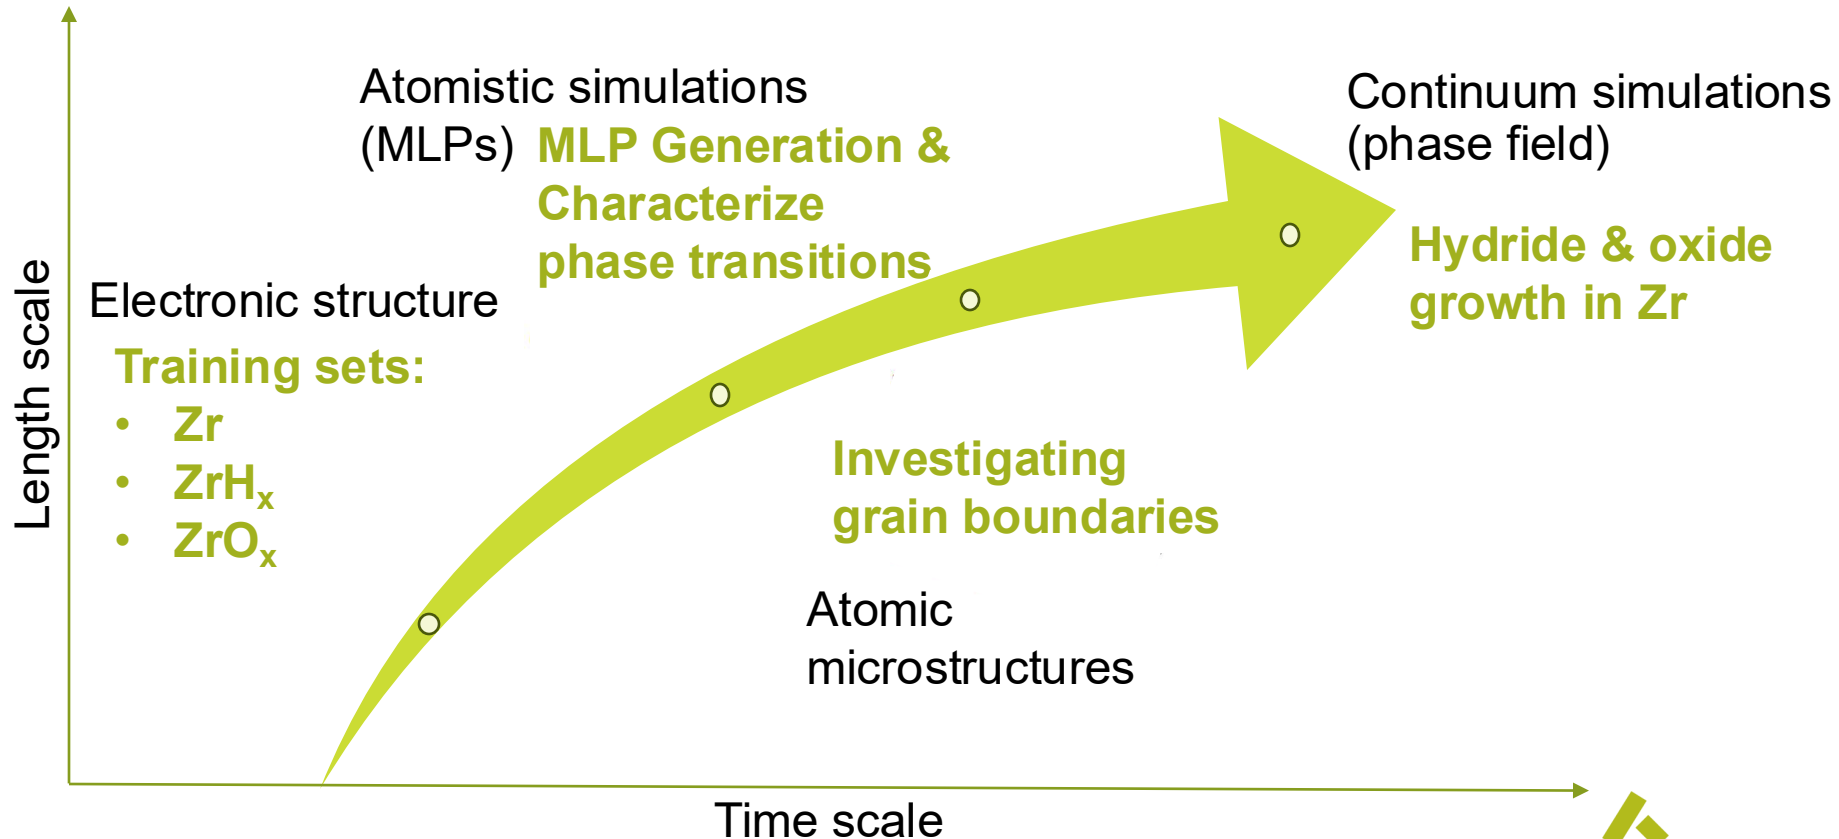 Atomistic simulations
(MLPs)
MLP Generation &
Characterize
phase transitions
Continuum simulations
(phase field)
Hydride & oxide
growth in Zr
Electronic structure
Training sets:
• Zr
• ZrHₓ
• ZrOₓ
Investigating
grain boundaries
Atomic
microstructures
Length scale
Time scale